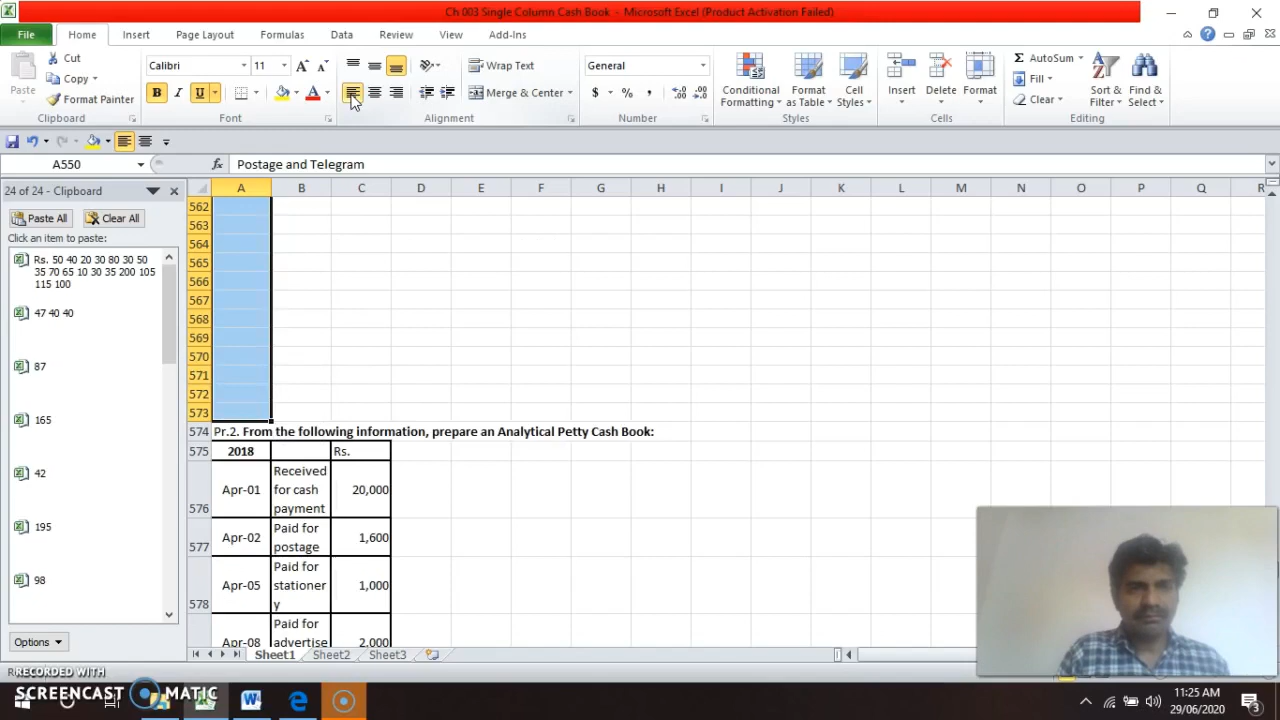 Ch 003 Single Column Cash Book - Microsoft Excel (Product Activation Failed)
File Home Insert Page Layout Formulas Data Review View Add-Ins
Cut
Copy
Format Painter
Paste
Clipboard
Calibri 11
B I U A
Font
Wrap Text
Merge & Center
Alignment
General
$ % ,
Number
Conditional Formatting
Format as Table
Cell Styles
Styles
Insert Delete Format
Cells
AutoSum
Fill
Clear
Sort & Filter
Find & Select
Editing
A550 fx Postage and Telegram
24 of 24 - Clipboard
Paste All Clear All
Click an item to paste:
Rs. 50 40 20 30 80 30 50
35 70 65 10 30 35 200 105
115 100
47 40 40
87
165
42
195
98
Options
A B C D E F G H I J K L M N O P Q R
562
563
564
565
566
567
568
569
570
571
572
573
574 Pr.2. From the following information, prepare an Analytical Petty Cash Book:
575 2018 Rs.
576 Apr-01 Received for cash payment 20,000
577 Apr-02 Paid for postage 1,600
578 Apr-05 Paid for stationer y 1,000
Apr-08 Paid for advertise 2,000
Sheet1 Sheet2 Sheet3
RECORDED WITH
SCREENCAST MATIC
11:25 AM
29/06/2020
3